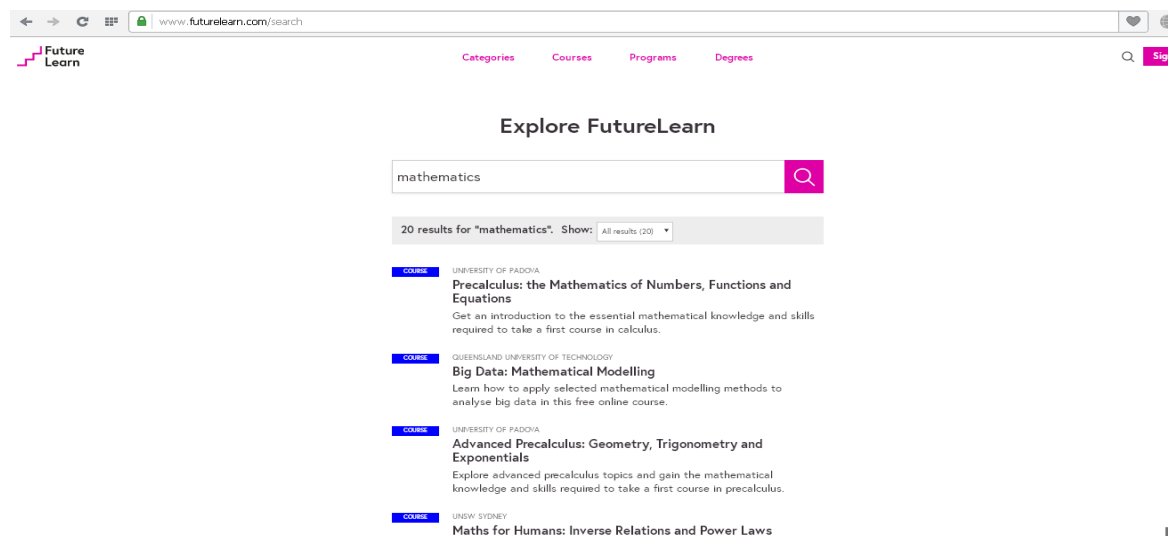 www.futurelearn.com/search
Future
Learn
Categories Courses Programs Degrees
Explore FutureLearn
mathematics
20 results for "mathematics". Show: All results (20)
COURSE UNIVERSITY OF PADOVA
Precalculus: the Mathematics of Numbers, Functions and
Equations
Get an introduction to the essential mathematical knowledge and skills
required to take a first course in calculus.
COURSE QUEENSLAND UNIVERSITY OF TECHNOLOGY
Big Data: Mathematical Modelling
Learn how to apply selected mathematical modelling methods to
analyse big data in this free online course.
COURSE UNIVERSITY OF PADOVA
Advanced Precalculus: Geometry, Trigonometry and
Exponentials
Explore advanced precalculus topics and gain the mathematical
knowledge and skills required to take a first course in precalculus.
COURSE UNSW SYDNEY
Maths for Humans: Inverse Relations and Power Laws